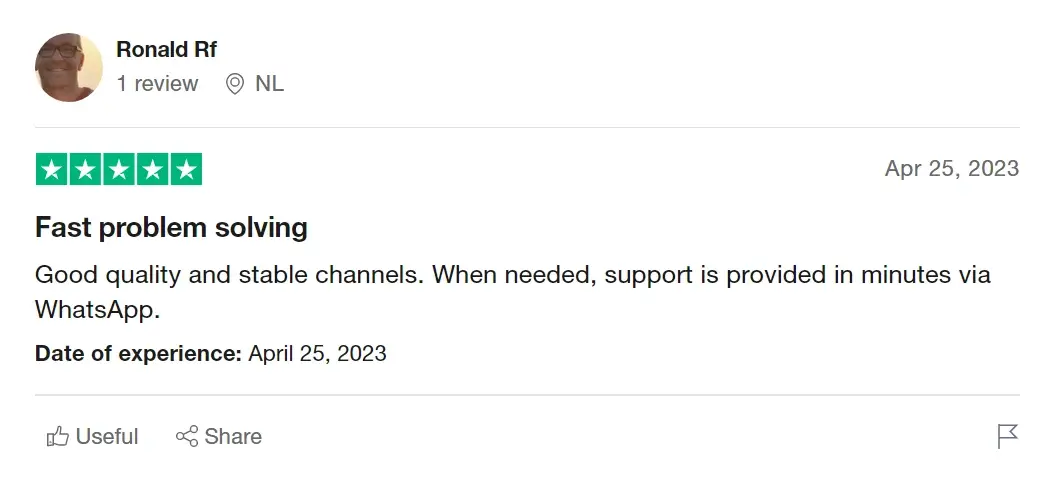 Ronald Rf
1 review NL
Apr 25, 2023
Fast problem solving
Good quality and stable channels. When needed, support is provided in minutes via
WhatsApp.
Date of experience: April 25, 2023
Useful Share